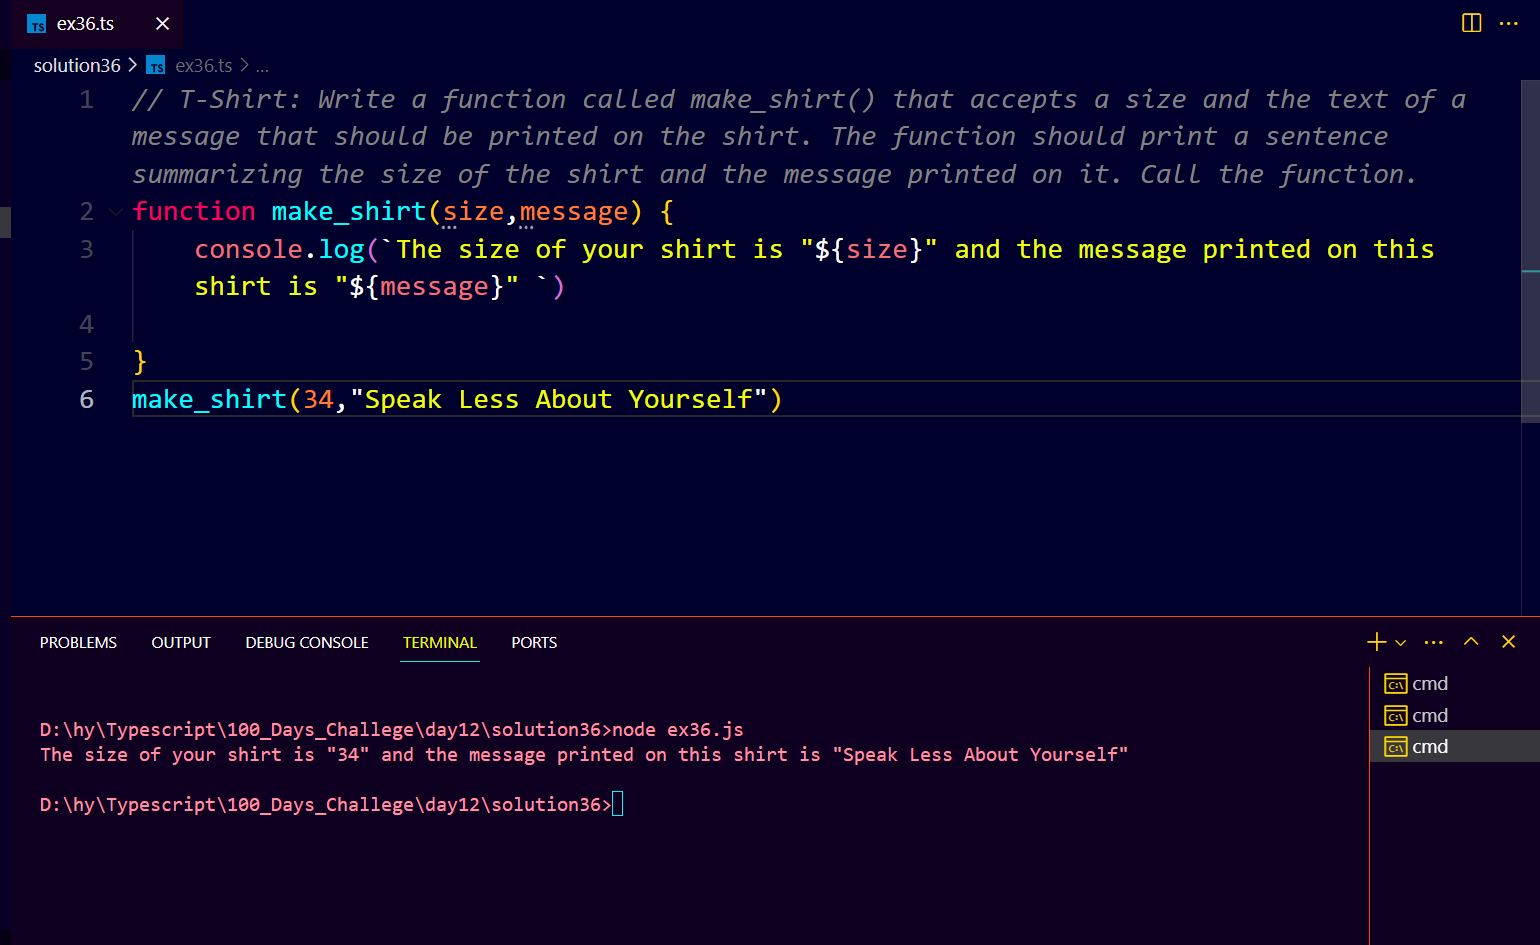 TS ex36.ts
solution36 > TS ex36.ts > ...
1 // T-Shirt: Write a function called make_shirt() that accepts a size and the text of a
message that should be printed on the shirt. The function should print a sentence
summarizing the size of the shirt and the message printed on it. Call the function.
2 function make_shirt(size,message) {
3 console.log(`The size of your shirt is "${size}" and the message printed on this
shirt is "${message}" `)
4
5 }
6 make_shirt(34,"Speak Less About Yourself")
PROBLEMS OUTPUT DEBUG CONSOLE TERMINAL PORTS
cmd
cmd
cmd
D:\hy\Typescript\100_Days_Challege\day12\solution36>node ex36.js
The size of your shirt is "34" and the message printed on this shirt is "Speak Less About Yourself"
D:\hy\Typescript\100_Days_Challege\day12\solution36>